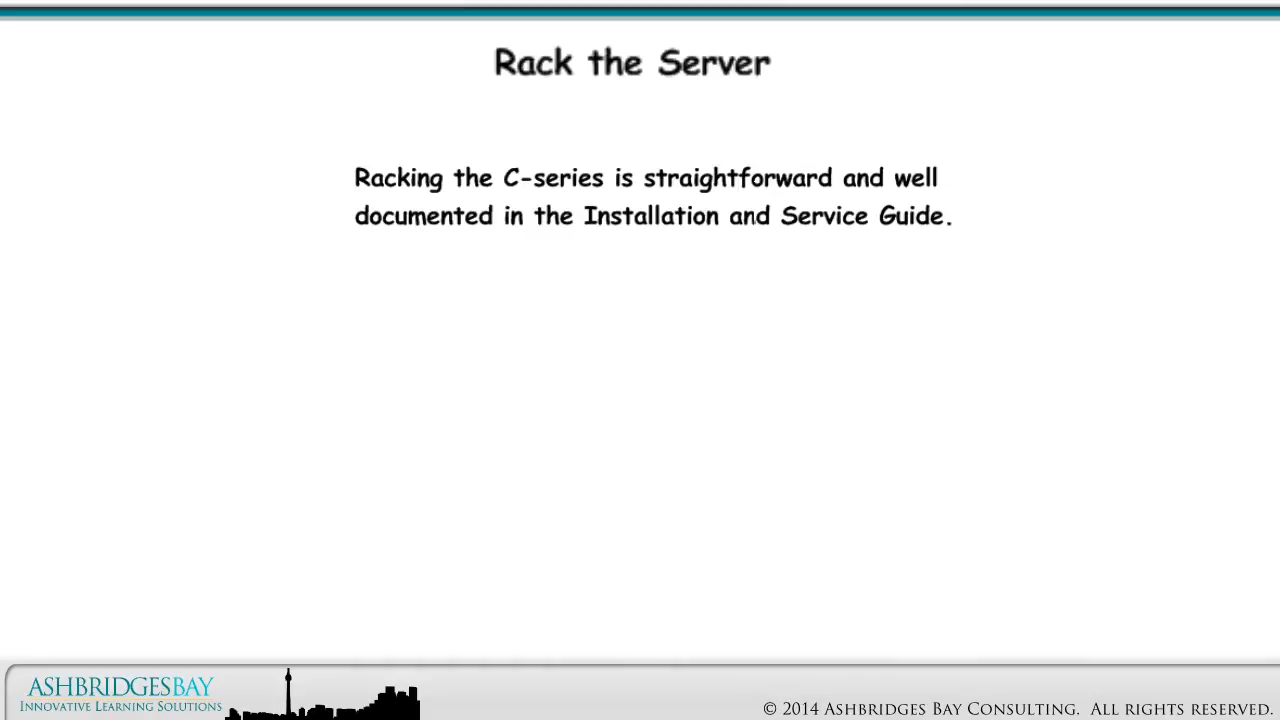 Rack the Server
Racking the C-series is straightforward and well
documented in the Installation and Service Guide.
ASHBRIDGESBAY
INNOVATIVE LEARNING SOLUTIONS
© 2014 ASHBRIDGES BAY CONSULTING. ALL RIGHTS RESERVED.